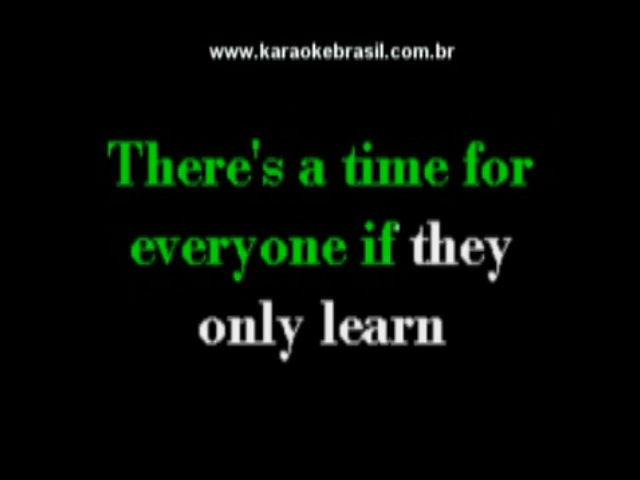 www.karaokebrasil.com.br
There's a time for
everyone if they
only learn